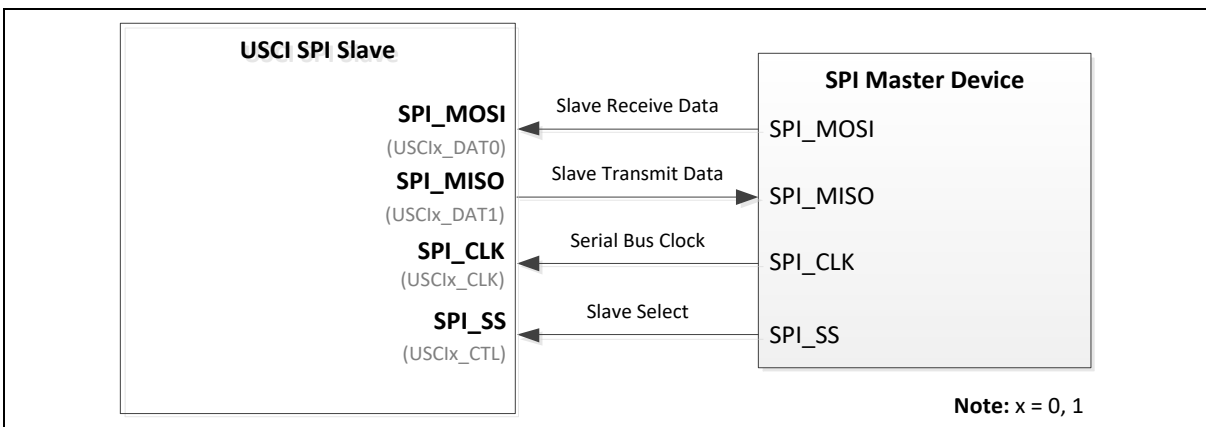 USCI SPI Slave
SPI_MOSI
(USCIx_DAT0)
SPI_MISO
(USCIx_DAT1)
SPI_CLK
(USCIx_CLK)
SPI_SS
(USCIx_CTL)
Slave Receive Data
Slave Transmit Data
Serial Bus Clock
Slave Select
SPI Master Device
SPI_MOSI
SPI_MISO
SPI_CLK
SPI_SS
Note: x = 0, 1